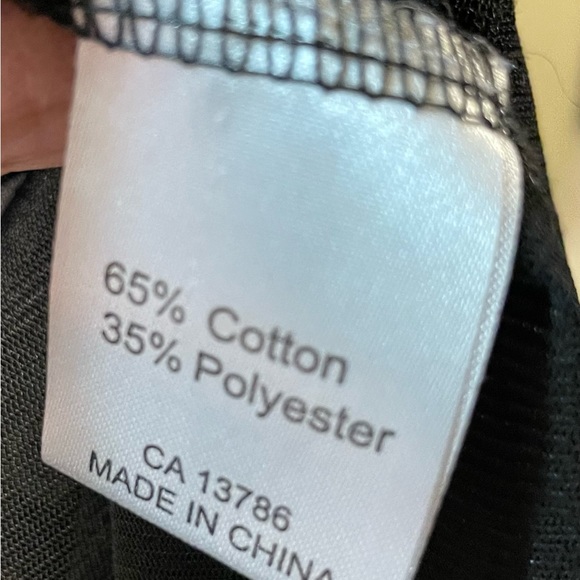 65% Cotton
35% Polyester
CA 13786
MADE IN CHINA